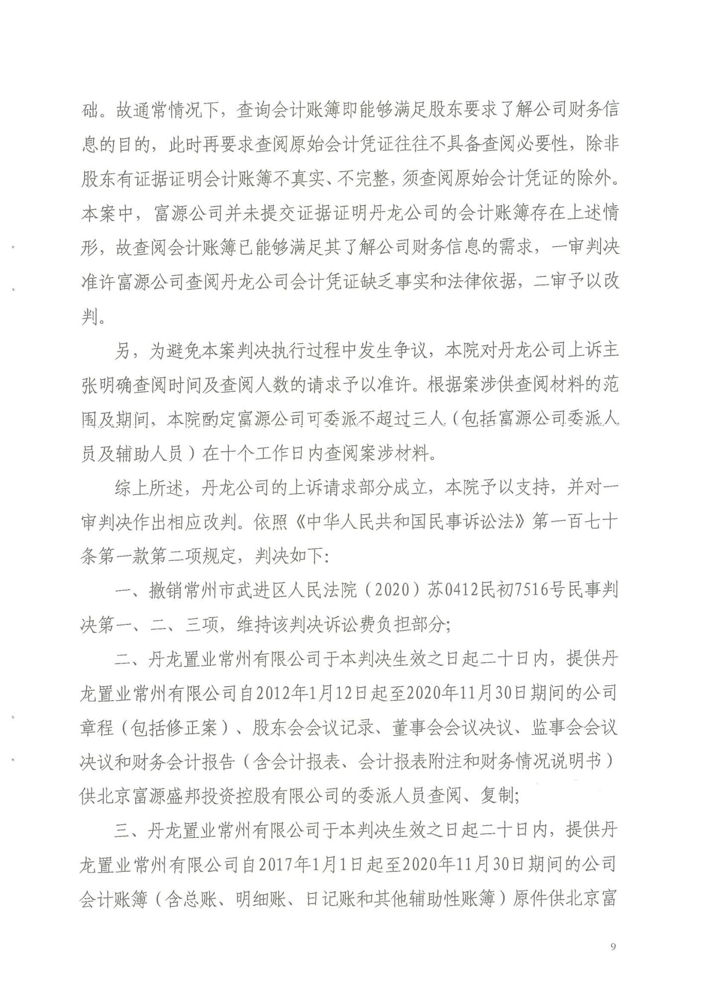 础。故通常情况下，查询会计账簿即能够满足股东要求了解公司财务信
息的目的，此时再要求查阅原始会计凭证往往不具备查阅必要性，除非
股东有证据证明会计账簿不真实、不完整，须查阅原始会计凭证的除外。
本案中，富源公司并未提交证据证明丹龙公司的会计账簿存在上述情
形，故查阅会计账簿已能够满足其了解公司财务信息的需求，一审判决
准许富源公司查阅丹龙公司会计凭证缺乏事实和法律依据，二审予以改
判。
另，为避免本案判决执行过程中发生争议，本院对丹龙公司上诉主
张明确查阅时间及查阅人数的请求予以准许。根据案涉供查阅材料的范
围及期间，本院酌定富源公司可委派不超过三人（包括富源公司委派人
员及辅助人员）在十个工作日内查阅案涉材料。
综上所述，丹龙公司的上诉请求部分成立，本院予以支持，并对一
审判决作出相应改判。依照《中华人民共和国民事诉讼法》第一百七十
条第一款第二项规定，判决如下：
一、撤销常州市武进区人民法院（2020）苏0412民初7516号民事判
决第一、二、三项，维持该判决诉讼费负担部分；
二、丹龙置业常州有限公司于本判决生效之日起二十日内，提供丹
龙置业常州有限公司自2012年1月12日起至2020年11月30日期间的公司
章程（包括修正案）、股东会会议记录、董事会会议决议、监事会会议
决议和财务会计报告（含会计报表、会计报表附注和财务情况说明书）
供北京富源盛邦投资控股有限公司的委派人员查阅、复制；
三、丹龙置业常州有限公司于本判决生效之日起二十日内，提供丹
龙置业常州有限公司自2017年1月1日起至2020年11月30日期间的公司
会计账簿（含总账、明细账、日记账和其他辅助性账簿）原件供北京富
9